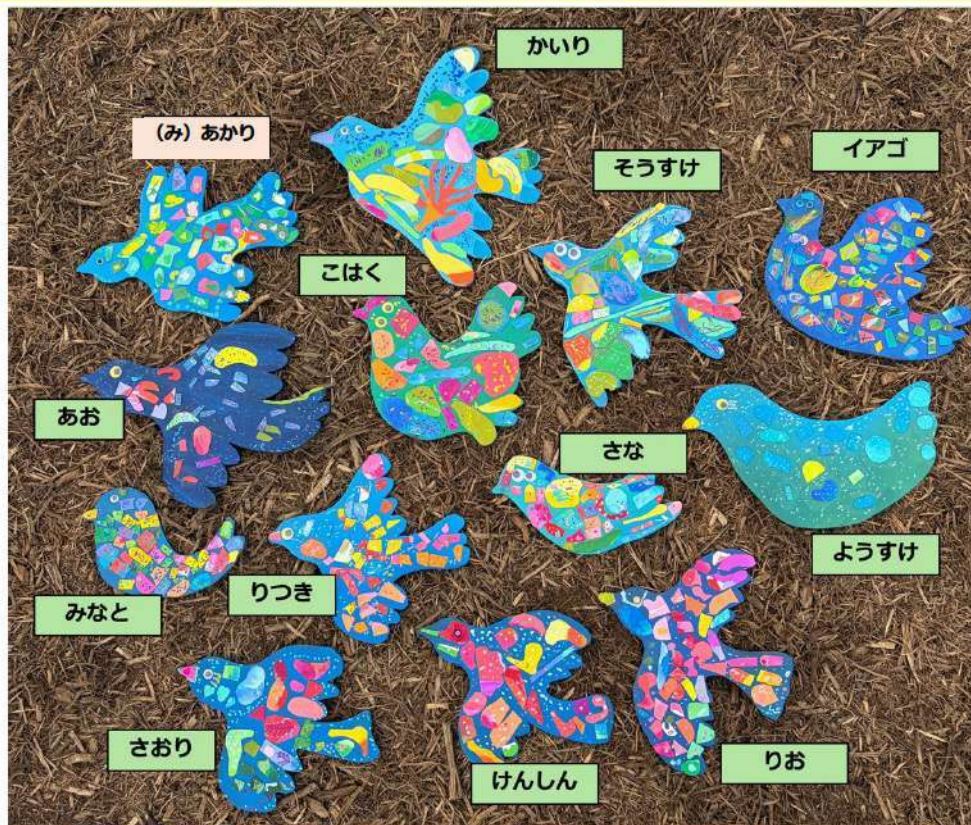 かいり
（み）あかり
そうすけ
イアゴ
こはく
あお
さな
ようすけ
みなと
りつき
さおり
けんしん
りお